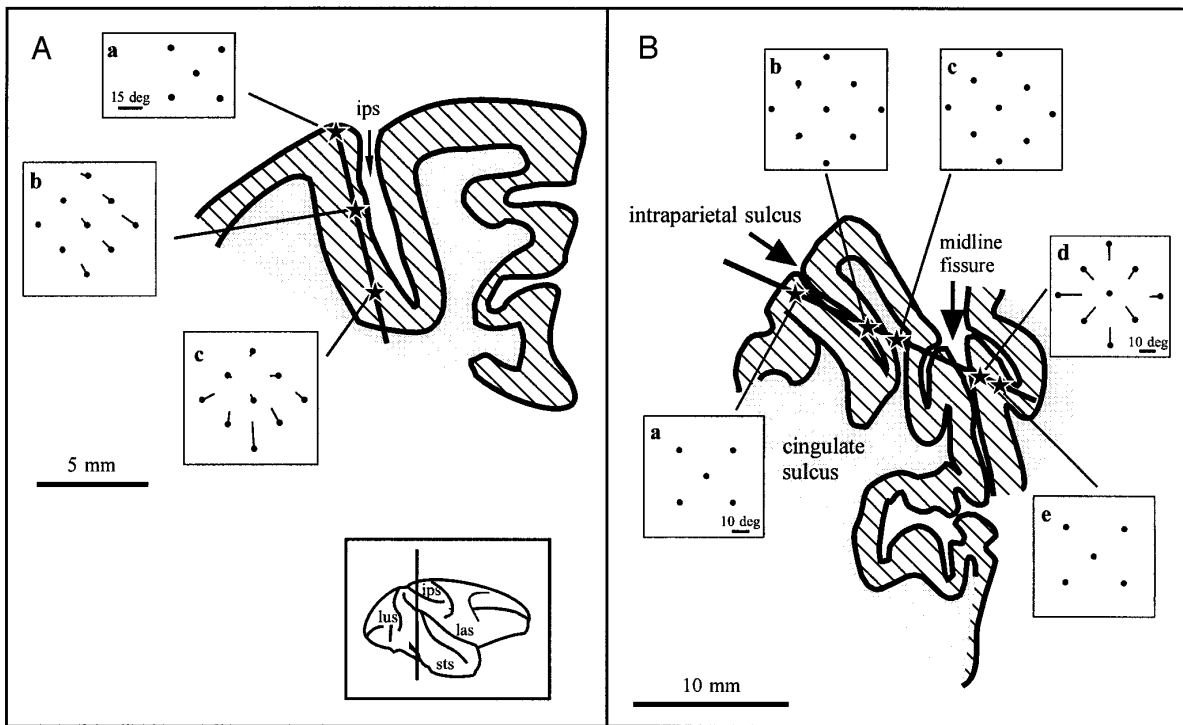 A
a
15 deg
ips
b
c
5 mm
ips
lus
las
sts
B
b
c
intraparietal sulcus
midline
fissure
d
10 deg
a
10 deg
cingulate
sulcus
e
10 mm